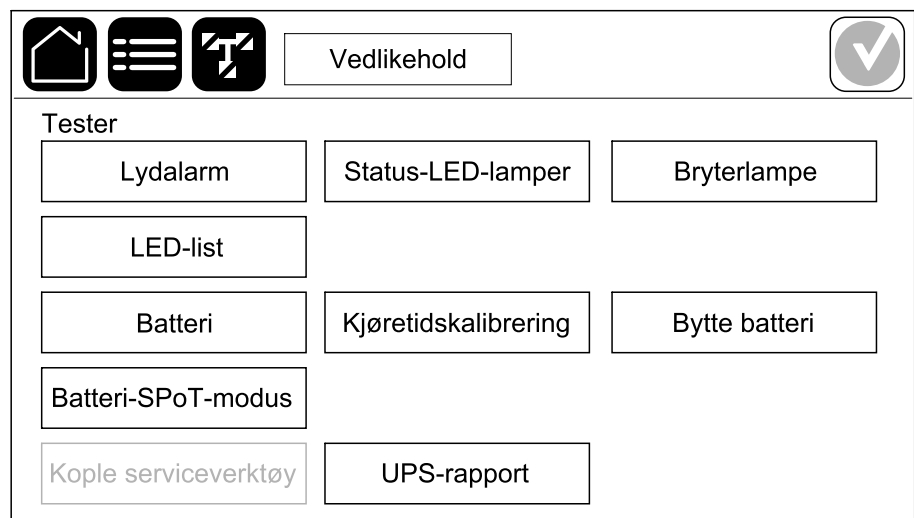 Vedlikehold
Tester
Lydalarm
Status-LED-lamper
Bryterlampe
LED-list
Batteri
Kjøretidskalibrering
Bytte batteri
Batteri-SPoT-modus
Kople serviceverktøy
UPS-rapport